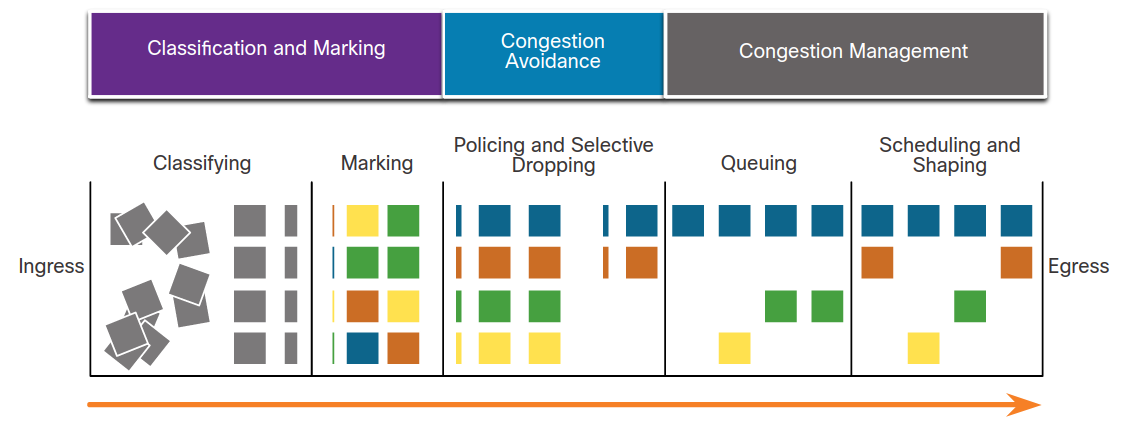 Classification and Marking
Congestion
Avoidance
Congestion Management
Classifying
Marking
Policing and Selective
Dropping
Queuing
Scheduling and
Shaping
Ingress
Egress